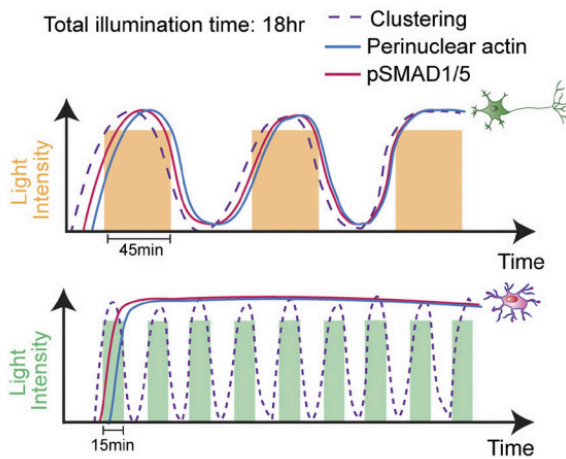 Total illumination time: 18hr
Clustering
Perinuclear actin
pSMAD1/5
Light
Intensity
45min
Time
Light
Intensity
15min
Time